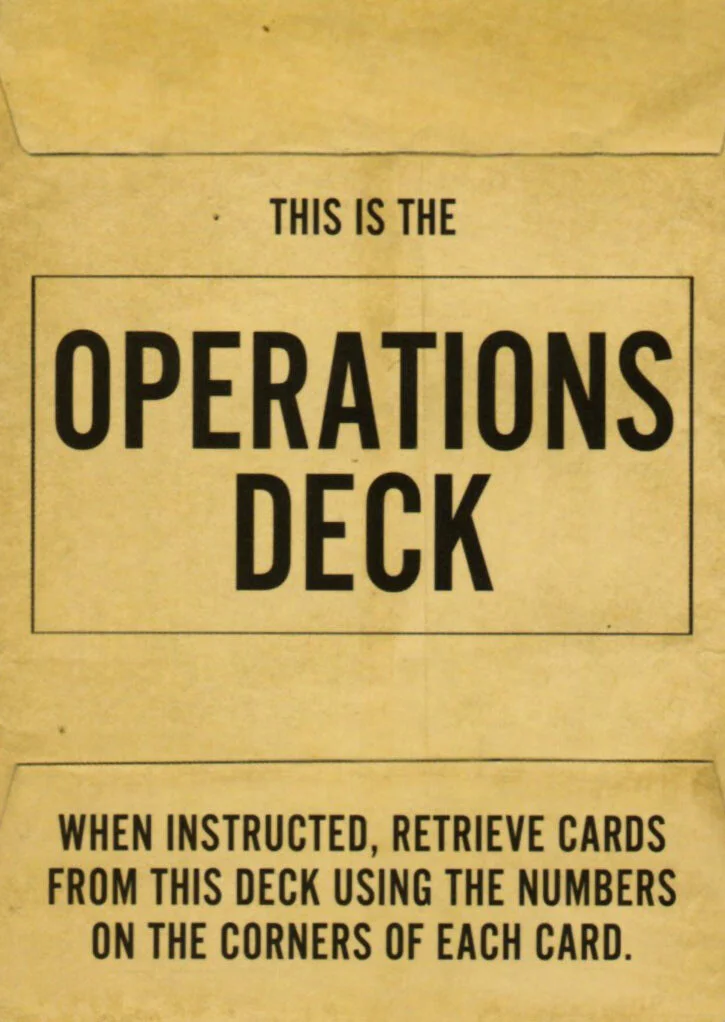 THIS IS THE
OPERATIONS
DECK
WHEN INSTRUCTED, RETRIEVE CARDS
FROM THIS DECK USING THE NUMBERS
ON THE CORNERS OF EACH CARD.